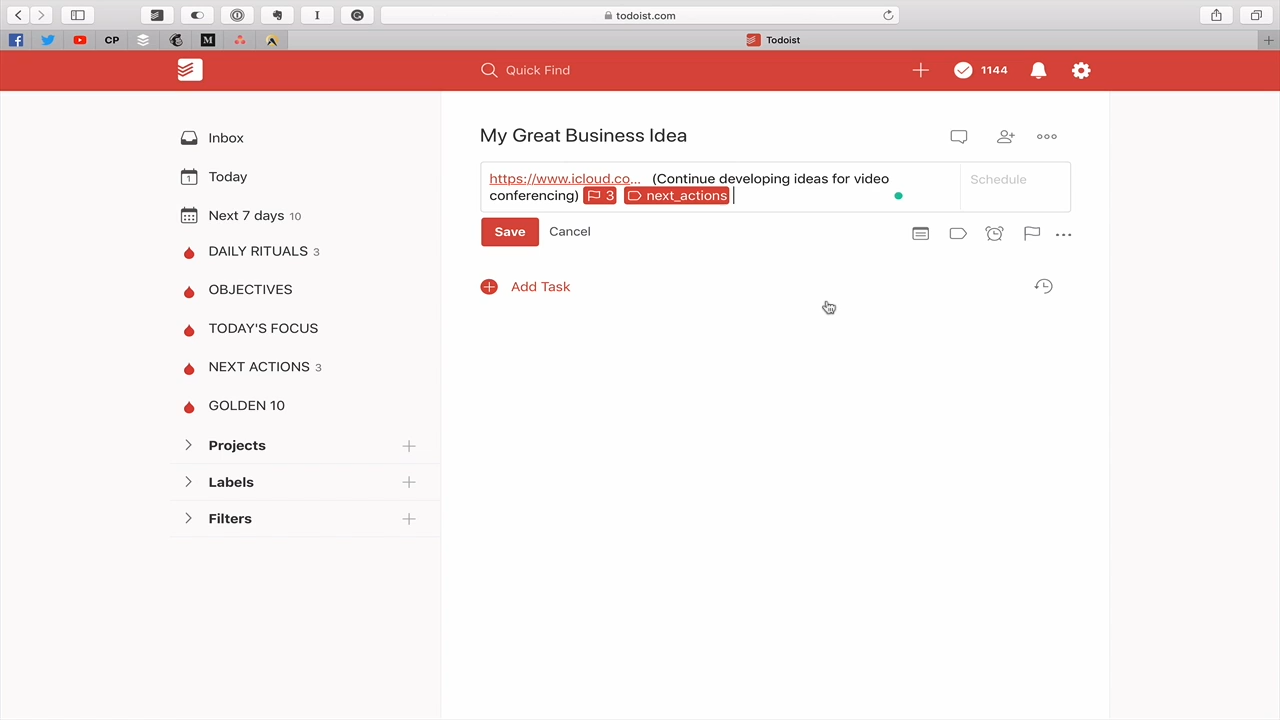 todoist.com
CP
M
Todoist
Quick Find
1144
Inbox
1
Today
Next 7 days 10
DAILY RITUALS 3
OBJECTIVES
TODAY'S FOCUS
NEXT ACTIONS 3
GOLDEN 10
Projects
Labels
Filters
My Great Business Idea
https://www.icloud.co... (Continue developing ideas for video
conferencing) 3 next_actions
Schedule
Save Cancel
Add Task